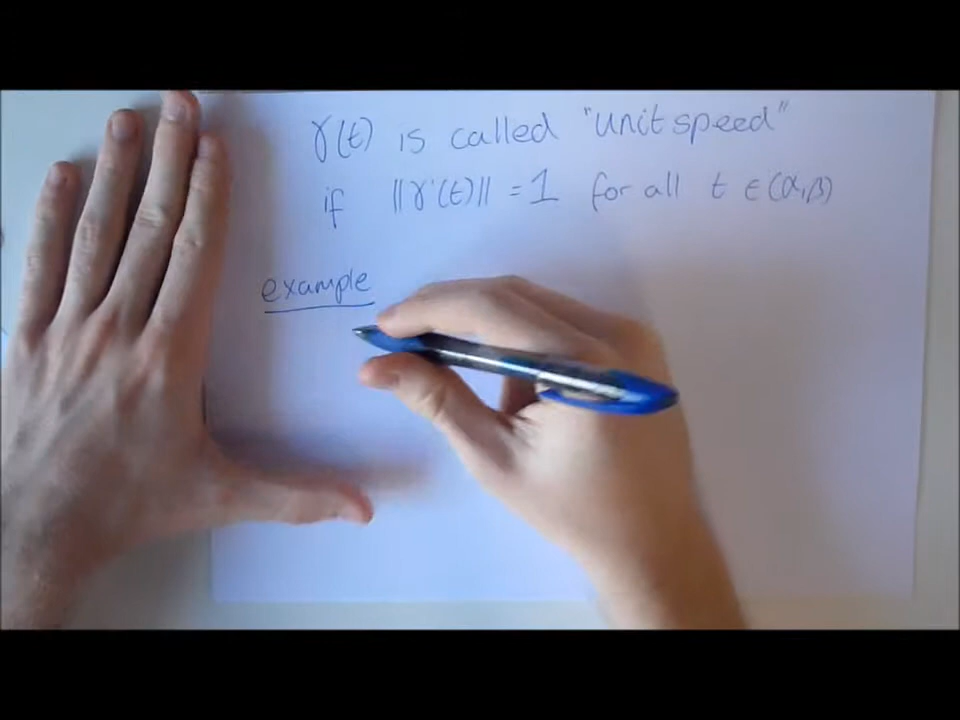 γ(t) is called "unit speed"
if ||γ'(t)|| = 1 for all t ∈ (α,β)
example